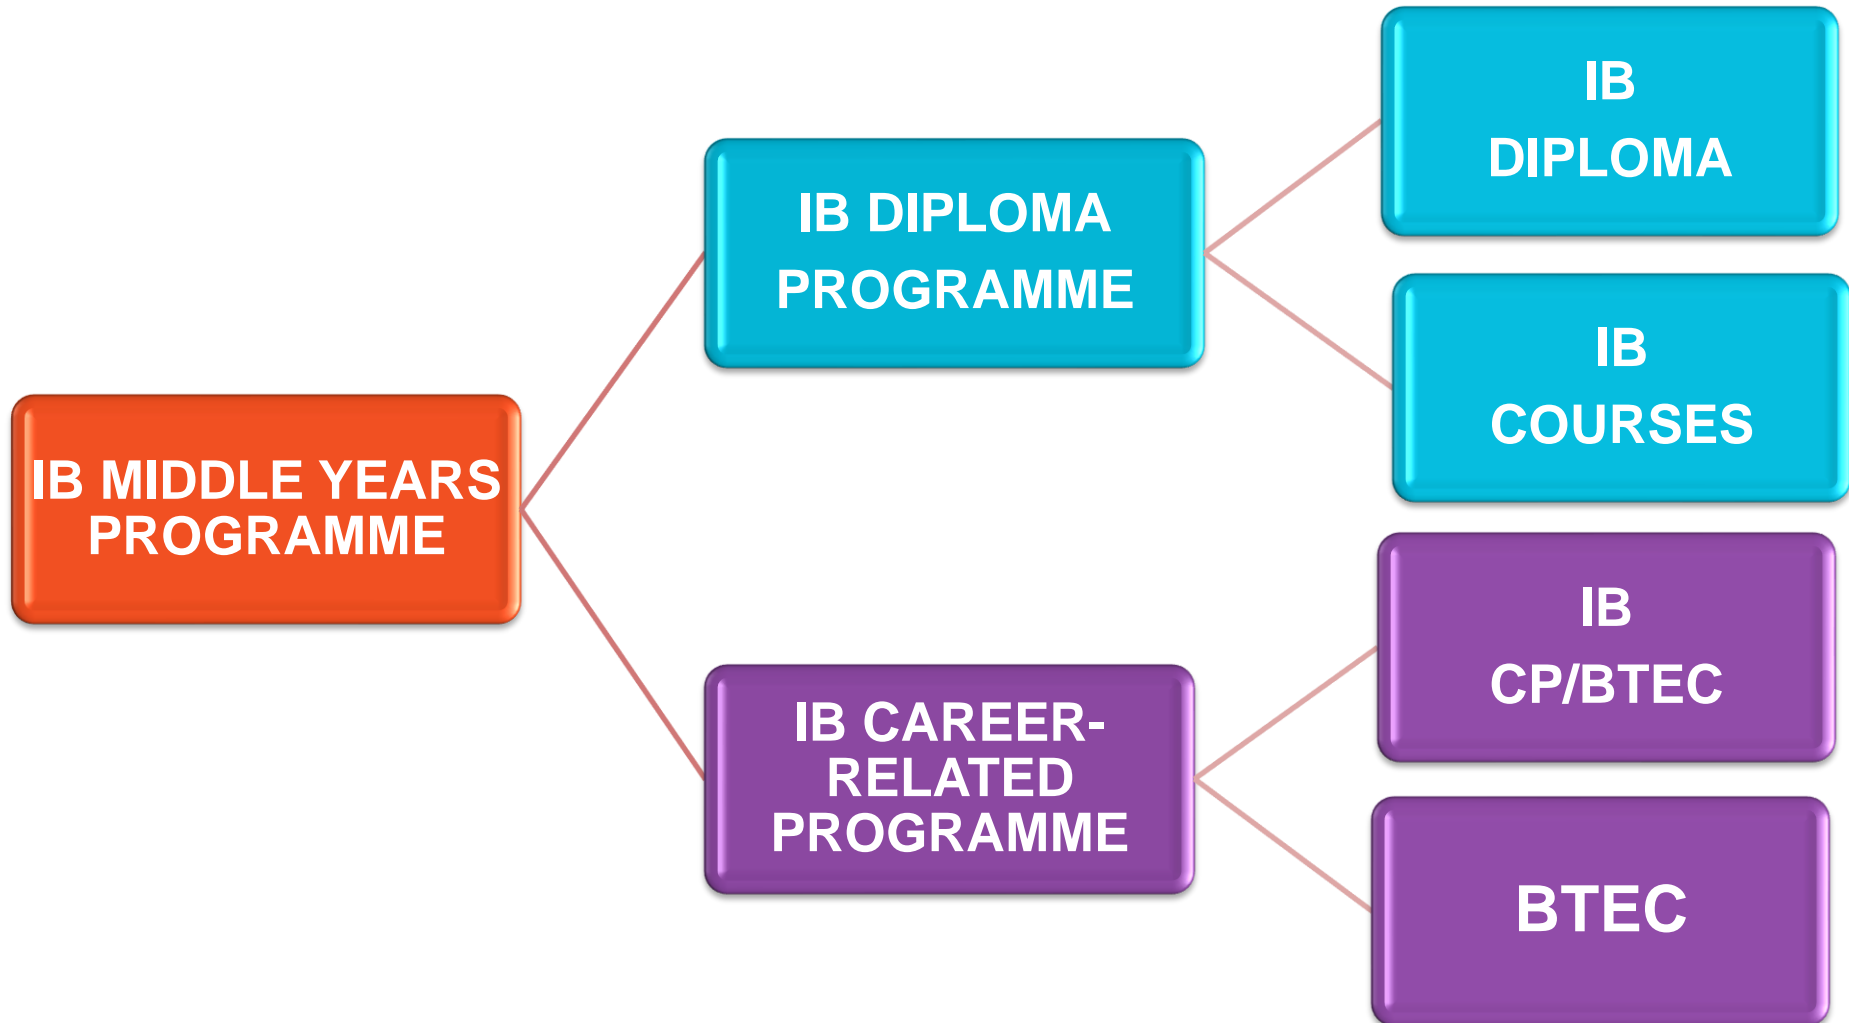 IB MIDDLE YEARS
PROGRAMME
IB DIPLOMA
PROGRAMME
IB CAREER-
RELATED
PROGRAMME
IB
DIPLOMA
IB
COURSES
IB
CP/BTEC
BTEC